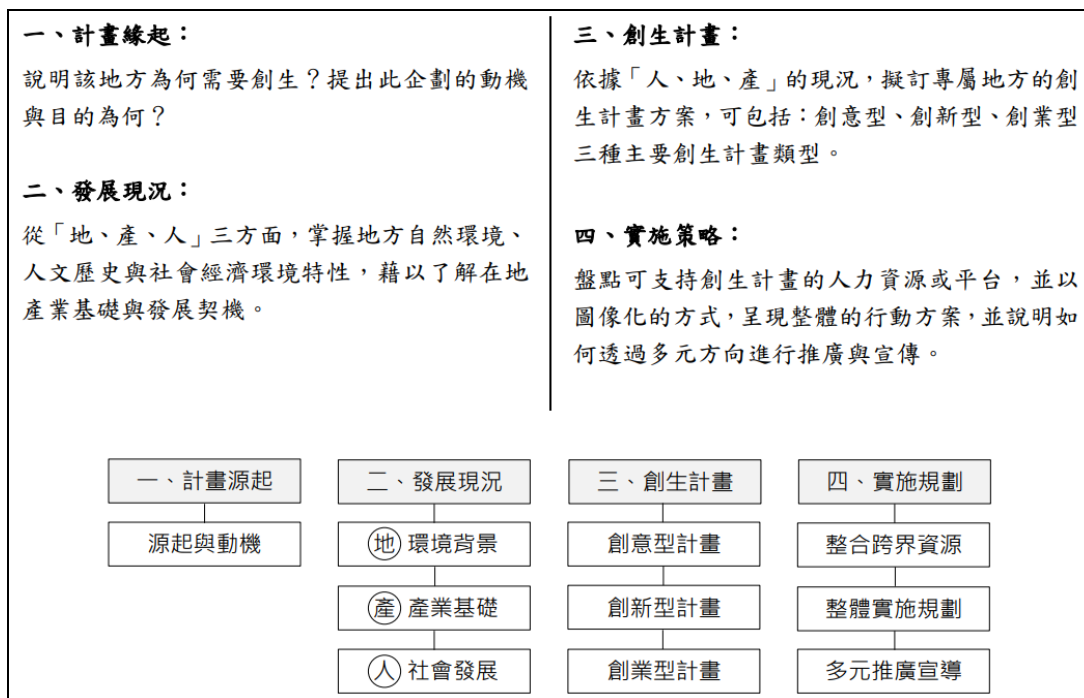 一、計畫緣起：
說明該地方為何需要創生？提出此企劃的動機
與目的為何？
二、發展現況：
從「地、產、人」三方面，掌握地方自然環境、
人文歷史與社會經濟環境特性，藉以了解在地
產業基礎與發展契機。
三、創生計畫：
依據「人、地、產」的現況，擬訂專屬地方的創
生計畫方案，可包括：創意型、創新型、創業型
三種主要創生計畫類型。
四、實施策略：
盤點可支持創生計畫的人力資源或平台，並以
圖像化的方式，呈現整體的行動方案，並說明如
何透過多元方向進行推廣與宣傳。
一、計畫源起
源起與動機
二、發展現況
地 環境背景
產 產業基礎
人 社會發展
三、創生計畫
創意型計畫
創新型計畫
創業型計畫
四、實施規劃
整合跨界資源
整體實施規劃
多元推廣宣導